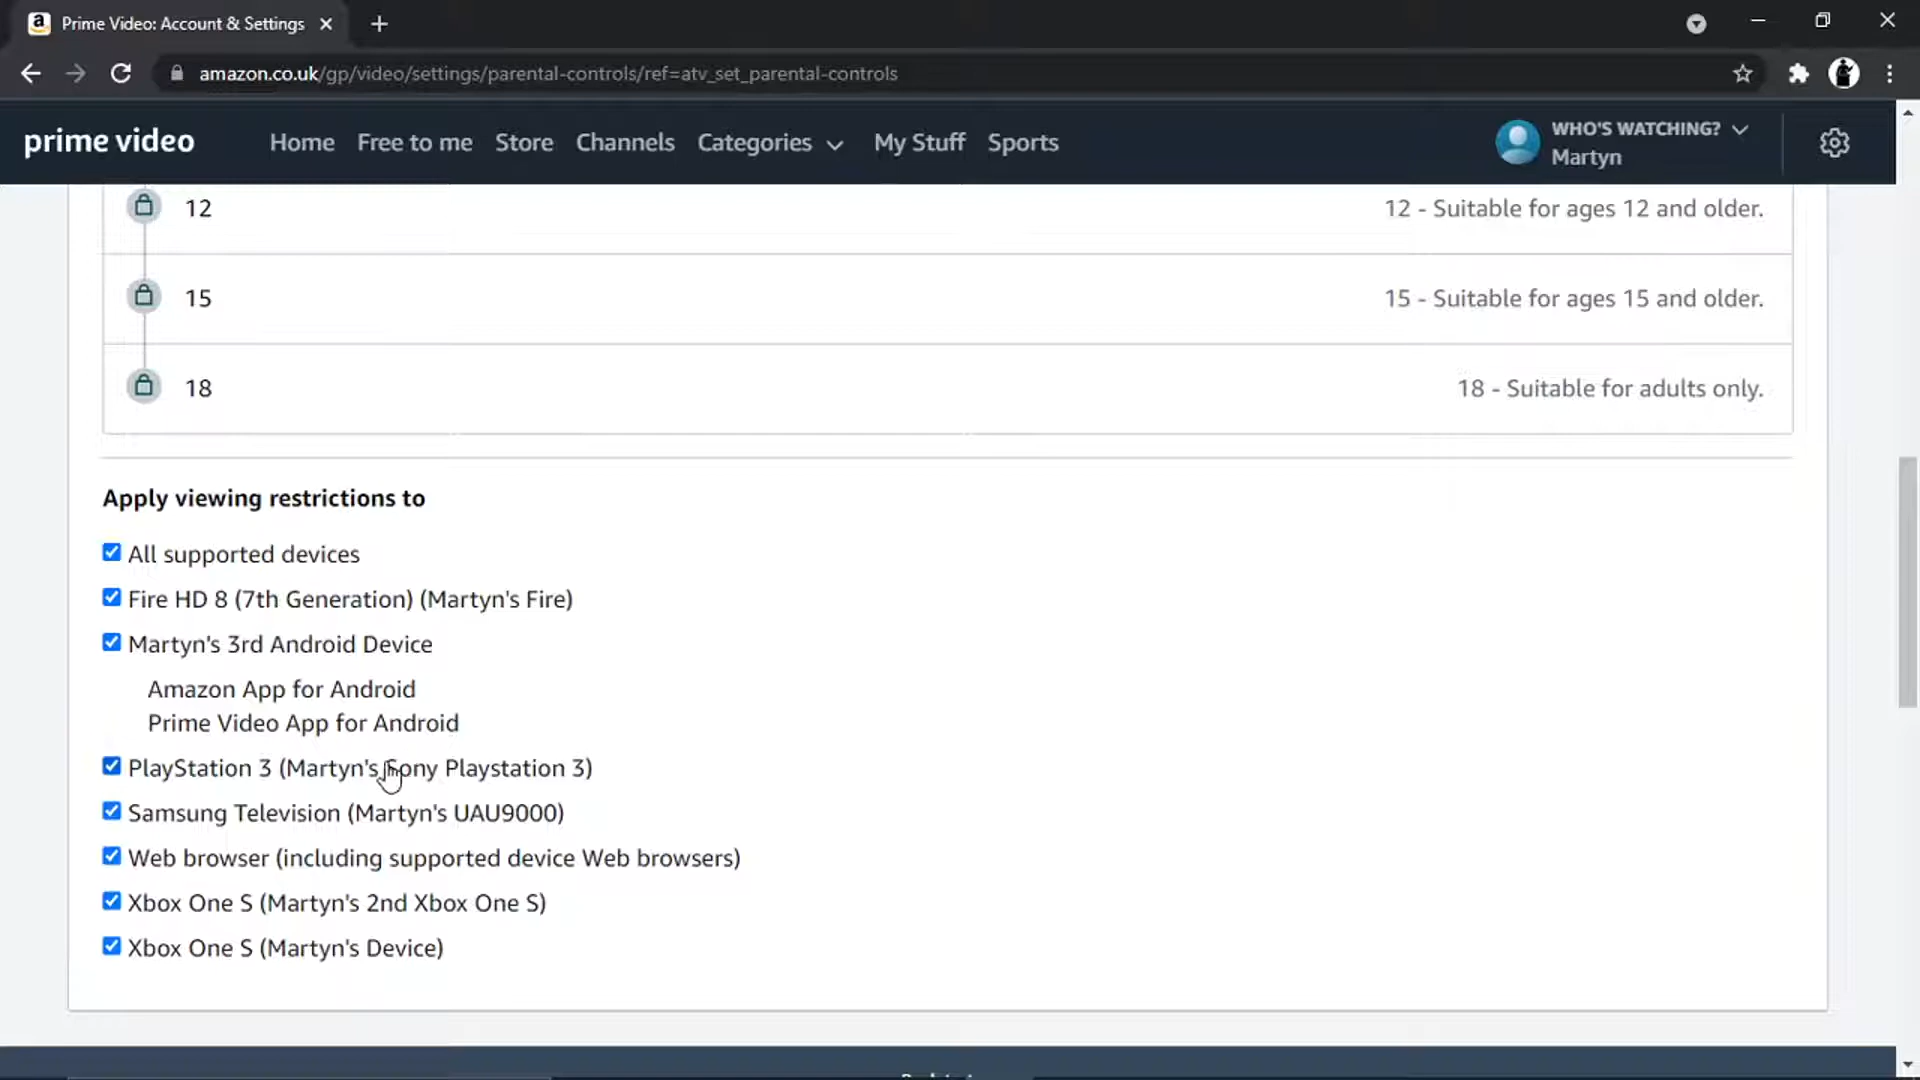 Prime Video: Account & Settings
amazon.co.uk/gp/video/settings/parental-controls/ref=atv_set_parental-controls
prime video Home Free to me Store Channels Categories My Stuff Sports WHO'S WATCHING?
Martyn
12 12 - Suitable for ages 12 and older.
15 15 - Suitable for ages 15 and older.
18 18 - Suitable for adults only.
Apply viewing restrictions to
All supported devices
Fire HD 8 (7th Generation) (Martyn's Fire)
Martyn's 3rd Android Device
Amazon App for Android
Prime Video App for Android
PlayStation 3 (Martyn's Sony Playstation 3)
Samsung Television (Martyn's UAU9000)
Web browser (including supported device Web browsers)
Xbox One S (Martyn's 2nd Xbox One S)
Xbox One S (Martyn's Device)